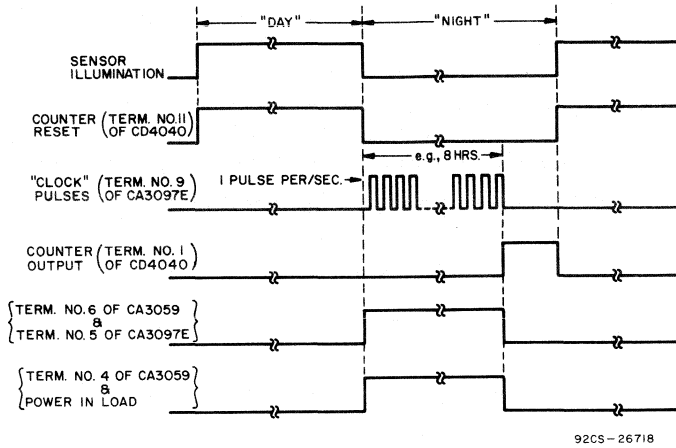 "DAY"
"NIGHT"
SENSOR
ILLUMINATION
COUNTER (TERM. NO. 11
RESET OF CD4040)
e.g., 8 HRS.
"CLOCK" (TERM. NO. 9
PULSES OF CA3097E)
1 PULSE PER/SEC.
COUNTER (TERM. NO. 1
OUTPUT OF CD4040)
{TERM. NO. 6 OF CA3059
&
TERM. NO. 5 OF CA3097E}
{TERM. NO. 4 OF CA3059
&
POWER IN LOAD}
92CS-26718